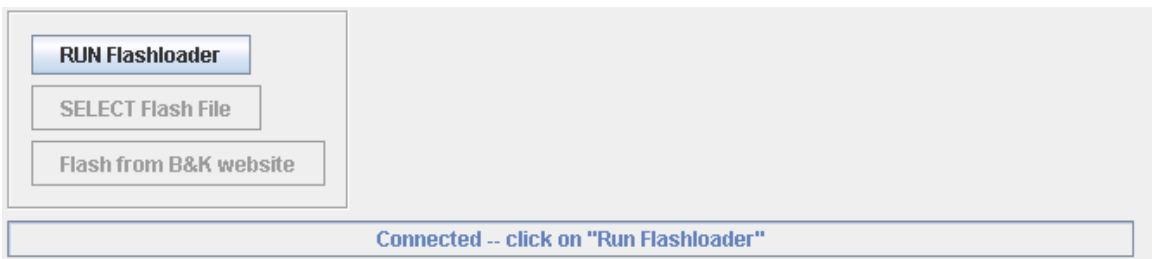 RUN Flashloader
SELECT Flash File
Flash from B&K website
Connected -- click on "Run Flashloader"